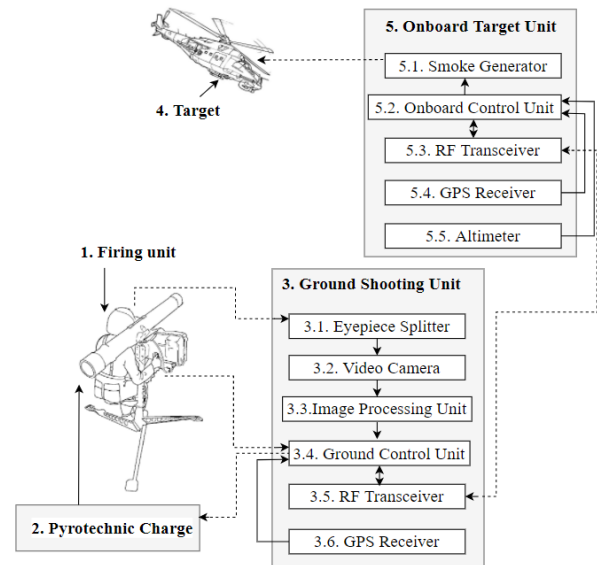 5. Onboard Target Unit
5.1. Smoke Generator
4. Target
5.2. Onboard Control Unit
5.3. RF Transceiver
5.4. GPS Receiver
5.5. Altimeter
1. Firing unit
3. Ground Shooting Unit
3.1. Eyepiece Splitter
3.2. Video Camera
3.3.Image Processing Unit
3.4. Ground Control Unit
3.5. RF Transceiver
2. Pyrotechnic Charge
3.6. GPS Receiver